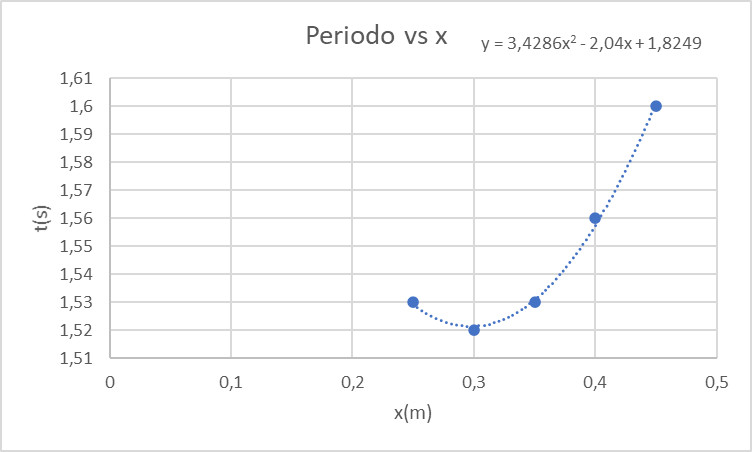 Periodo vs x
y = 3,4286x² - 2,04x + 1,8249
1,61
1,6
1,59
1,58
1,57
1,56
1,55
1,54
1,53
1,52
1,51
t(s)
0 0,1 0,2 0,3 0,4 0,5
x(m)